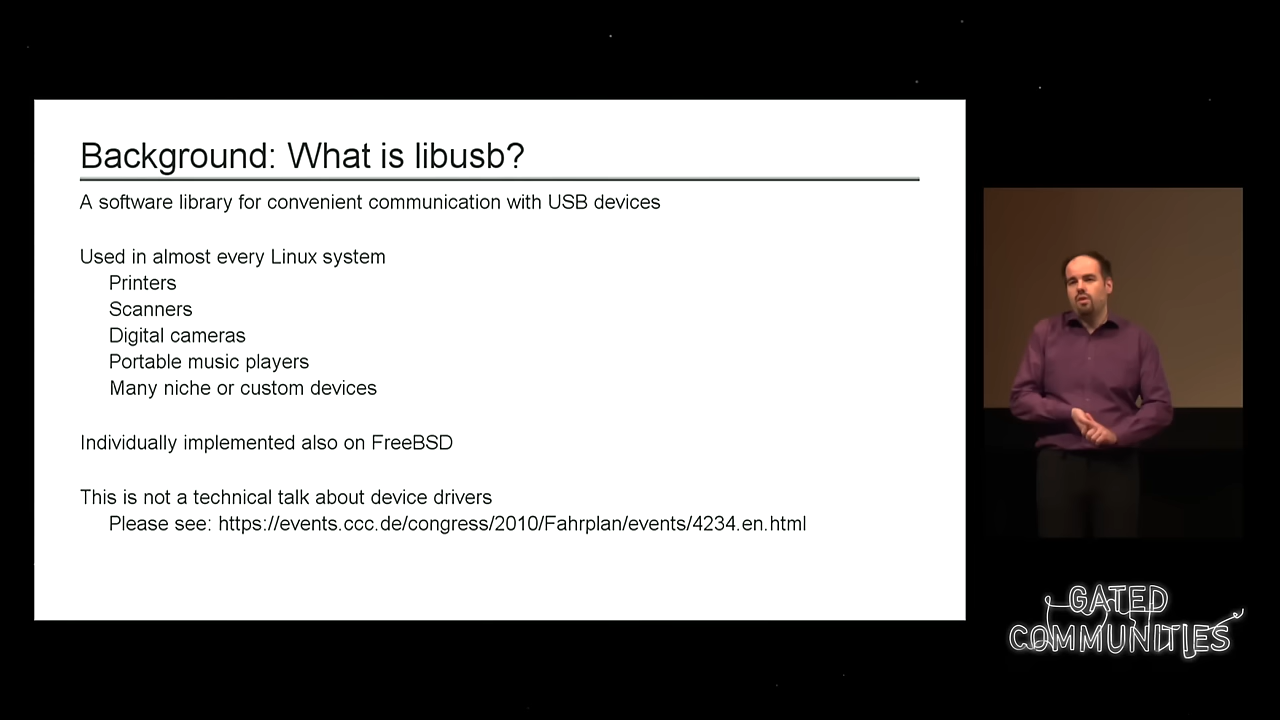 Background: What is libusb?
A software library for convenient communication with USB devices
Used in almost every Linux system
Printers
Scanners
Digital cameras
Portable music players
Many niche or custom devices
Individually implemented also on FreeBSD
This is not a technical talk about device drivers
Please see: https://events.ccc.de/congress/2010/Fahrplan/events/4234.en.html
GATED
COMMUNITIES